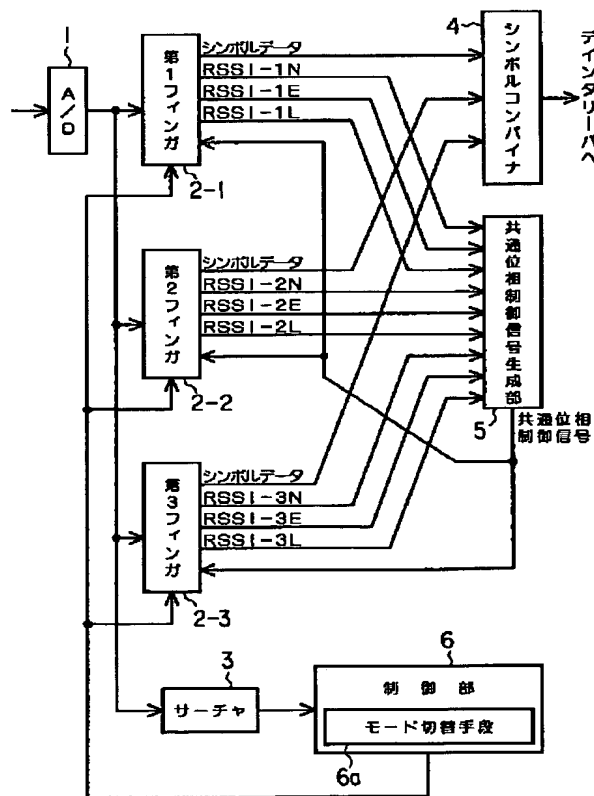 1
A/D
第1フィンガ
2-1
シンボルデータ
RSSI-1N
RSSI-1E
RSSI-1L
4
シンボルコンバイナ
デインタリーバへ
第2フィンガ
2-2
シンボルデータ
RSSI-2N
RSSI-2E
RSSI-2L
共通位相制御信号生成部
5
共通位相
制御信号
第3フィンガ
2-3
シンボルデータ
RSSI-3N
RSSI-3E
RSSI-3L
3
サーチャ
6
制御部
モード切替手段
6a